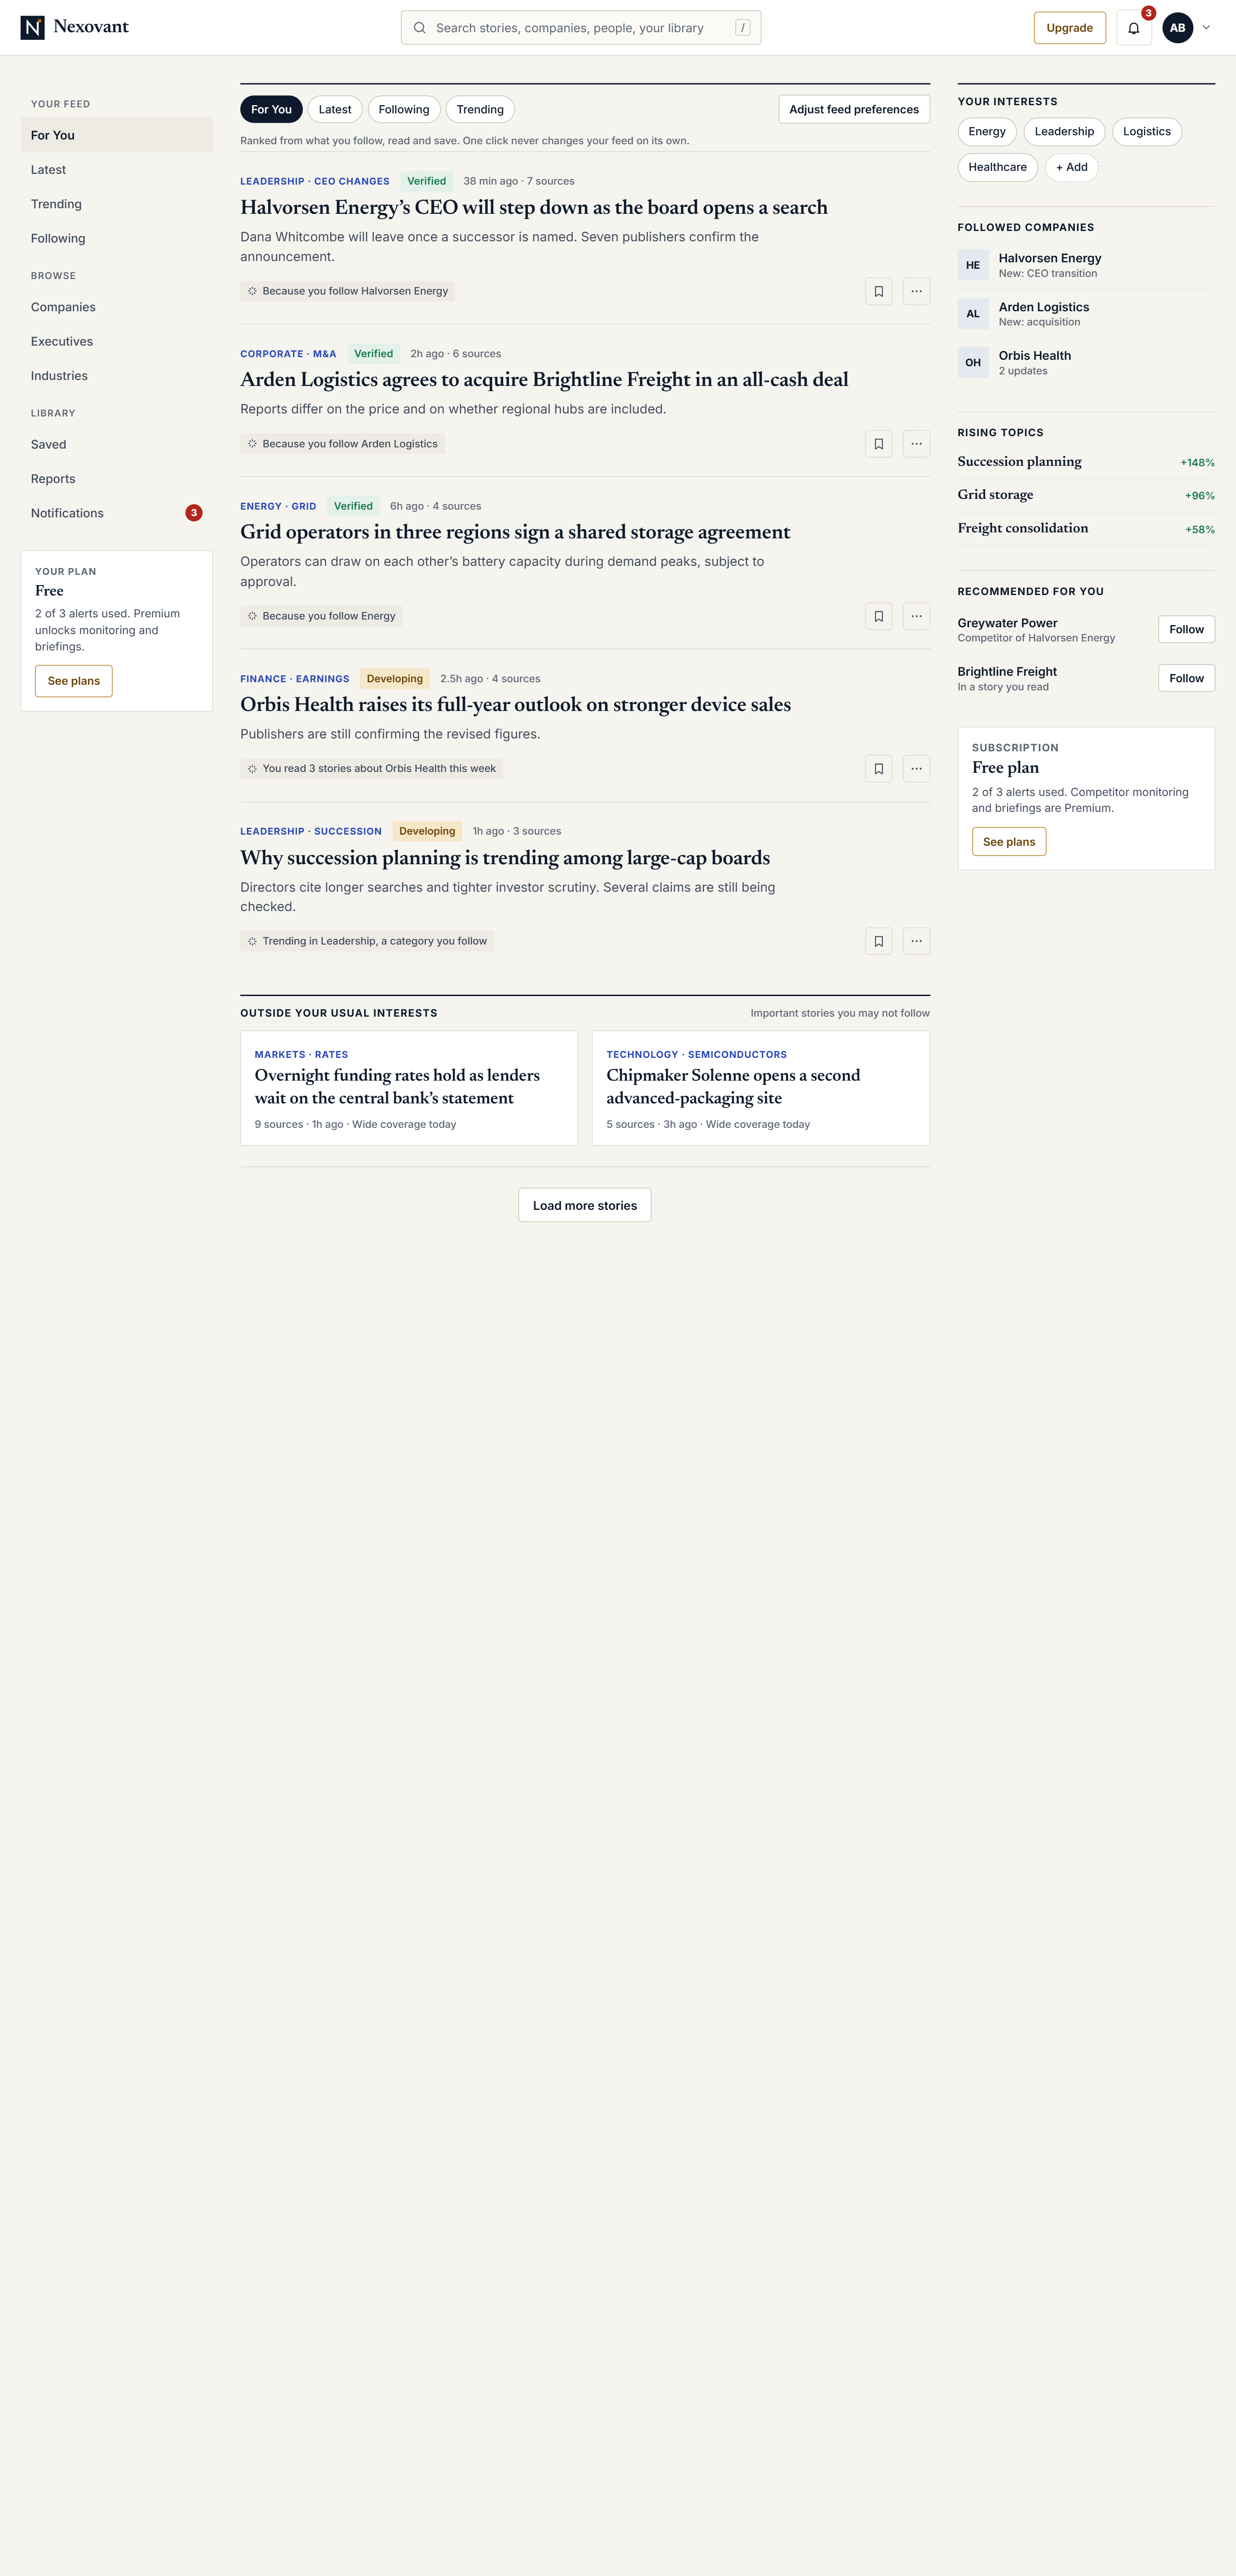 Nexovant
Search stories, companies, people, your library
/
Upgrade
3
AB
YOUR FEED
For You
Latest
Trending
Following
BROWSE
Companies
Executives
Industries
LIBRARY
Saved
Reports
Notifications
3
YOUR PLAN
Free
2 of 3 alerts used. Premium
unlocks monitoring and
briefings.
See plans
For You
Latest
Following
Trending
Adjust feed preferences
Ranked from what you follow, read and save. One click never changes your feed on its own.
LEADERSHIP · CEO CHANGES Verified 38 min ago · 7 sources
Halvorsen Energy’s CEO will step down as the board opens a search
Dana Whitcombe will leave once a successor is named. Seven publishers confirm the
announcement.
Because you follow Halvorsen Energy
CORPORATE · M&A Verified 2h ago · 6 sources
Arden Logistics agrees to acquire Brightline Freight in an all-cash deal
Reports differ on the price and on whether regional hubs are included.
Because you follow Arden Logistics
ENERGY · GRID Verified 6h ago · 4 sources
Grid operators in three regions sign a shared storage agreement
Operators can draw on each other’s battery capacity during demand peaks, subject to
approval.
Because you follow Energy
FINANCE · EARNINGS Developing 2.5h ago · 4 sources
Orbis Health raises its full-year outlook on stronger device sales
Publishers are still confirming the revised figures.
You read 3 stories about Orbis Health this week
LEADERSHIP · SUCCESSION Developing 1h ago · 3 sources
Why succession planning is trending among large-cap boards
Directors cite longer searches and tighter investor scrutiny. Several claims are still being
checked.
Trending in Leadership, a category you follow
OUTSIDE YOUR USUAL INTERESTS
Important stories you may not follow
MARKETS · RATES
Overnight funding rates hold as lenders
wait on the central bank’s statement
9 sources · 1h ago · Wide coverage today
TECHNOLOGY · SEMICONDUCTORS
Chipmaker Solenne opens a second
advanced-packaging site
5 sources · 3h ago · Wide coverage today
Load more stories
YOUR INTERESTS
Energy
Leadership
Logistics
Healthcare
+ Add
FOLLOWED COMPANIES
HE
Halvorsen Energy
New: CEO transition
AL
Arden Logistics
New: acquisition
OH
Orbis Health
2 updates
RISING TOPICS
Succession planning +148%
Grid storage +96%
Freight consolidation +58%
RECOMMENDED FOR YOU
Greywater Power
Competitor of Halvorsen Energy
Follow
Brightline Freight
In a story you read
Follow
SUBSCRIPTION
Free plan
2 of 3 alerts used. Competitor monitoring
and briefings are Premium.
See plans